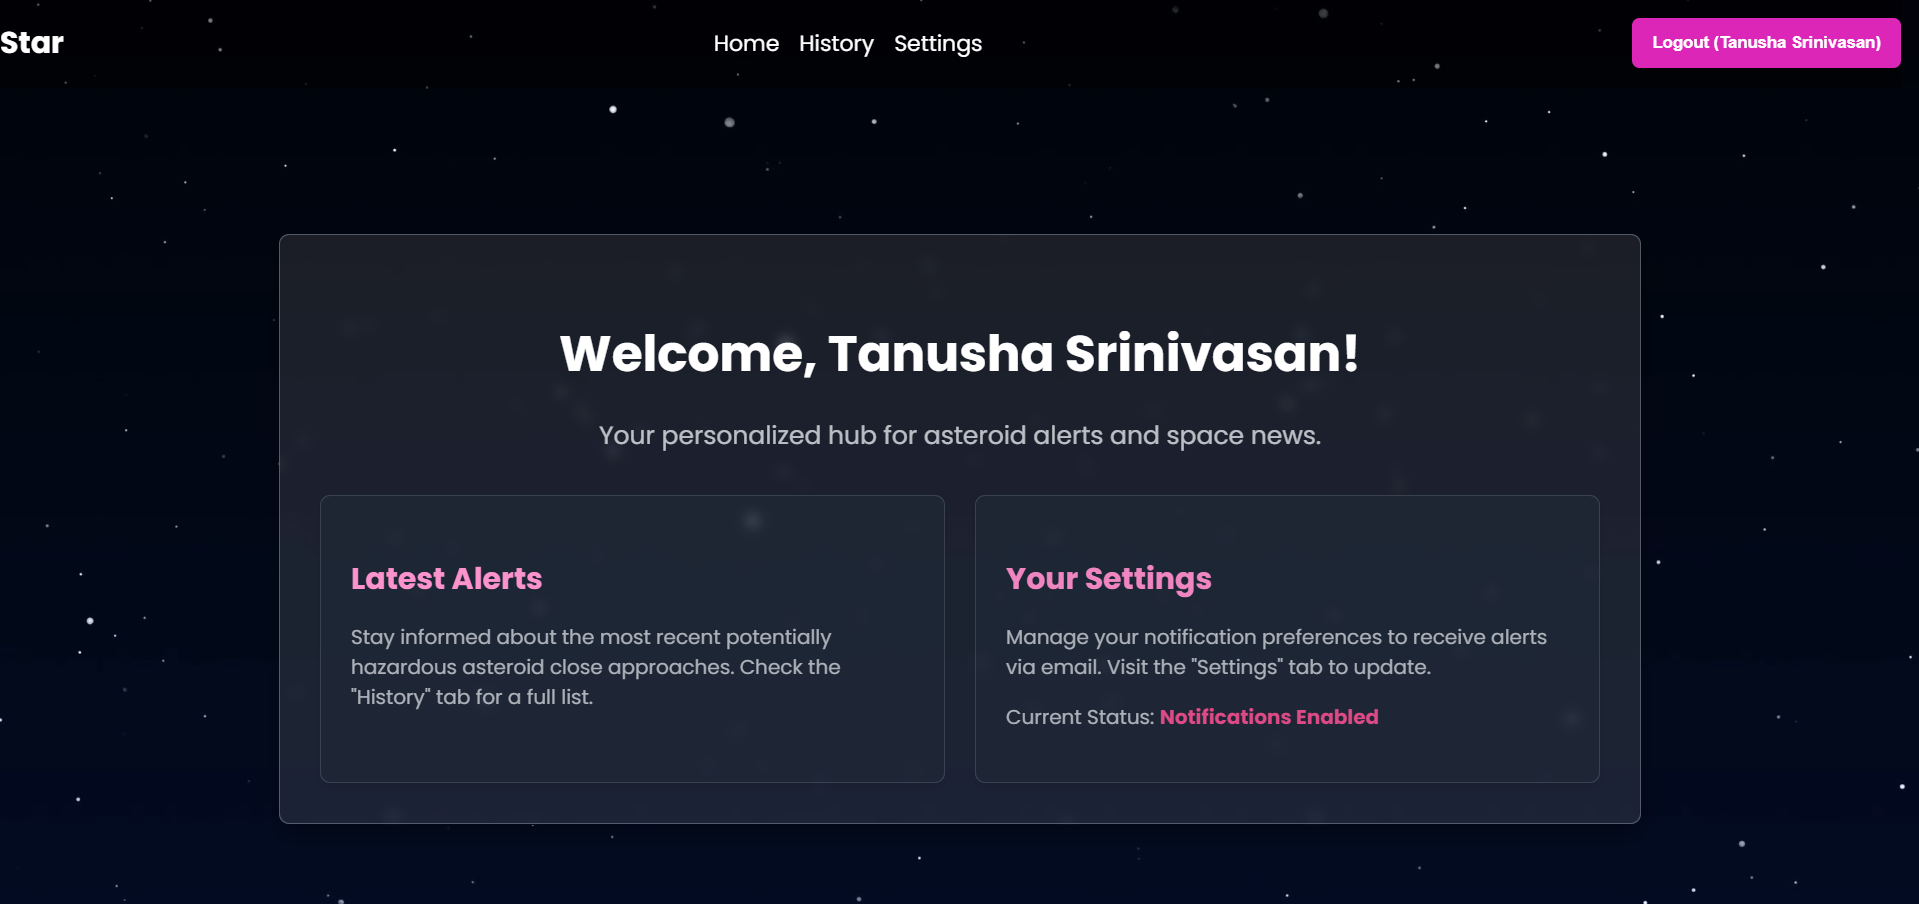 Star
Home History Settings
Logout (Tanusha Srinivasan)
Welcome, Tanusha Srinivasan!
Your personalized hub for asteroid alerts and space news.
Latest Alerts
Stay informed about the most recent potentially
hazardous asteroid close approaches. Check the
"History" tab for a full list.
Your Settings
Manage your notification preferences to receive alerts
via email. Visit the "Settings" tab to update.
Current Status: Notifications Enabled